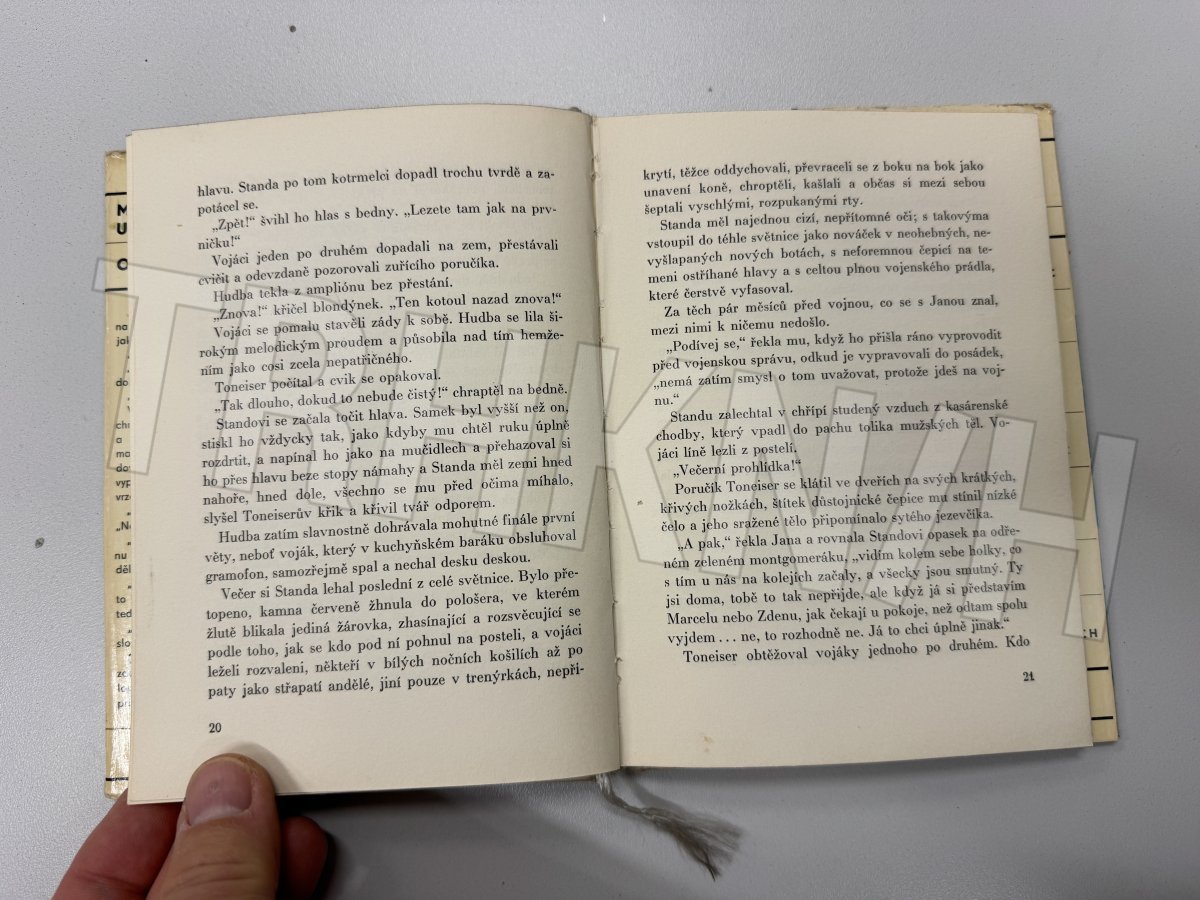 hlavu. Standa po tom kotrmelci dopadl trochu tvrdě a za-
potácel se.
„Zpět!“ švihl ho hlas s bedny. „Lezete tam jak na prv-
ničku!“
Vojáci jeden po druhém dopadali na zem, přestávali
cvičit a odevzdaně pozorovali zuřícího poručíka.
Hudba tekla z ampliónu bez přestání.
„Znova!“ křičel blondýnek. „Ten kotoul nazad znova!“
Vojáci se pomalu stavěli zády k sobě. Hudba se lila ši-
rokým melodickým proudem a působila nad tím hemže-
ním jako cosi zcela nepatřičného.
Toneiser počítal a cvik se opakoval.
„Tak dlouho, dokud to nebude čistý!“ chraptěl na bedně.
Standovi se začala točit hlava. Samek byl vyšší než on,
stiskl ho vždycky tak, jako kdyby mu chtěl ruku úplně
rozdrtit, a napínal ho jako na mučidlech a přehazoval si
ho přes hlavu beze stopy námahy a Standa měl zemi hned
nahoře, hned dole, všechno se mu před očima míhalo,
slyšel Toneiserův křik a křivil tvář odporem.
Hudba zatím slavnostně dohrávala mohutné finále první
věty, neboť voják, který v kuchyňském baráku obsluhoval
gramofon, samozřejmě spal a nechal desku deskou.
Večer si Standa lehal poslední z celé světnice. Bylo pře-
topeno, kamna červeně žhnula do pološera, ve kterém
žlutě blikala jediná žárovka, zhasínající a rozsvěcující se
podle toho, jak se kdo pod ní pohnul na posteli, a vojáci
leželi rozvaleni, někteří v bílých nočních košilích až po
paty jako střapatí andělé, jiní pouze v trenýrkách, nepři-
20
krytí, těžce oddychovali, převraceli se z boku na bok jako
unavení koně, chroptěli, kašlali a občas si mezi sebou
šeptali vyschlými, rozpukanými rty.
Standa měl najednou cizí, nepřítomné oči; s takovýma
vstoupil do téhle světnice jako nováček v neohebných, ne-
vyšlapaných nových botách, s neforemnou čepicí na te-
meni ostříhané hlavy a s celtou plnou vojenského prádla,
které čerstvě vyfasoval.
Za těch pár měsíců před vojnou, co se s Janou znal,
mezi nimi k ničemu nedošlo.
„Podívej se,“ řekla mu, když ho přišla ráno vyprovodit
před vojenskou správu, odkud je vypravovali do posádek,
„nemá zatím smysl o tom uvažovat, protože jdeš na voj-
nu.“
Standu zalechtal v chřípí studený vzduch z kasárenské
chodby, který vpadl do pachu tolika mužských těl. Vo-
jáci líně lezli z postelí.
„Večerní prohlídka!“
Poručík Toneiser se klátil ve dveřích na svých krátkých,
křivých nožkách, štítek důstojnické čepice mu stínil nízké
čelo a jeho sražené tělo připomínalo sytého jezevčíka.
„A pak,“ řekla Jana a rovnala Standovi opasek na odře-
ném zeleném montgomeráku, „vidím kolem sebe holky, co
s tím u nás na kolejích začaly, a všecky jsou smutný. Ty
jsi doma, tobě to tak nepřijde, ale když já si představím
Marcelu nebo Zdenu, jak čekají u pokoje, než odtam spolu
vyjdem... ne, to rozhodně ne. Já to chci úplně jinak.“
Toneiser obtěžoval vojáky jednoho po druhém. Kdo
21
TRHKNIH